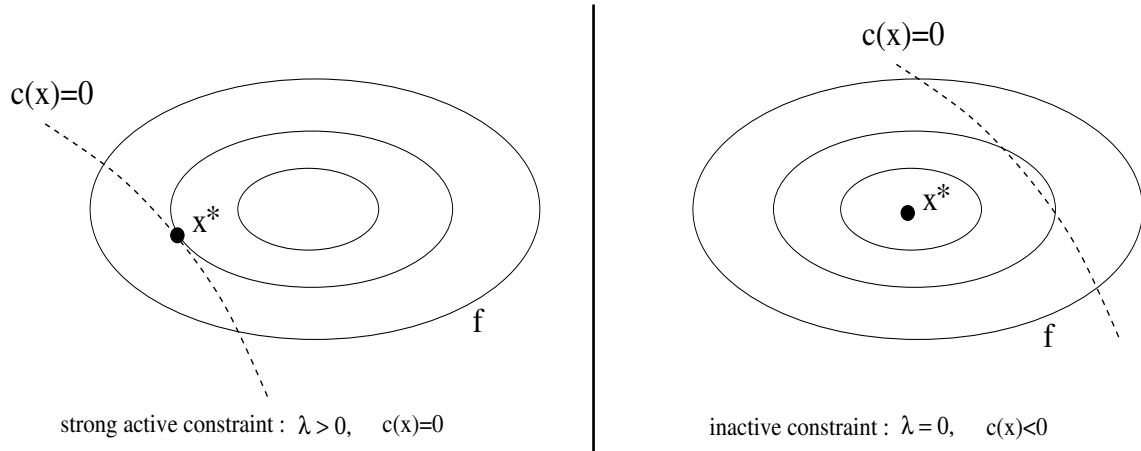 c(x)=0
x*
f
strong active constraint : λ > 0, c(x)=0
c(x)=0
x*
f
inactive constraint : λ = 0, c(x)<0